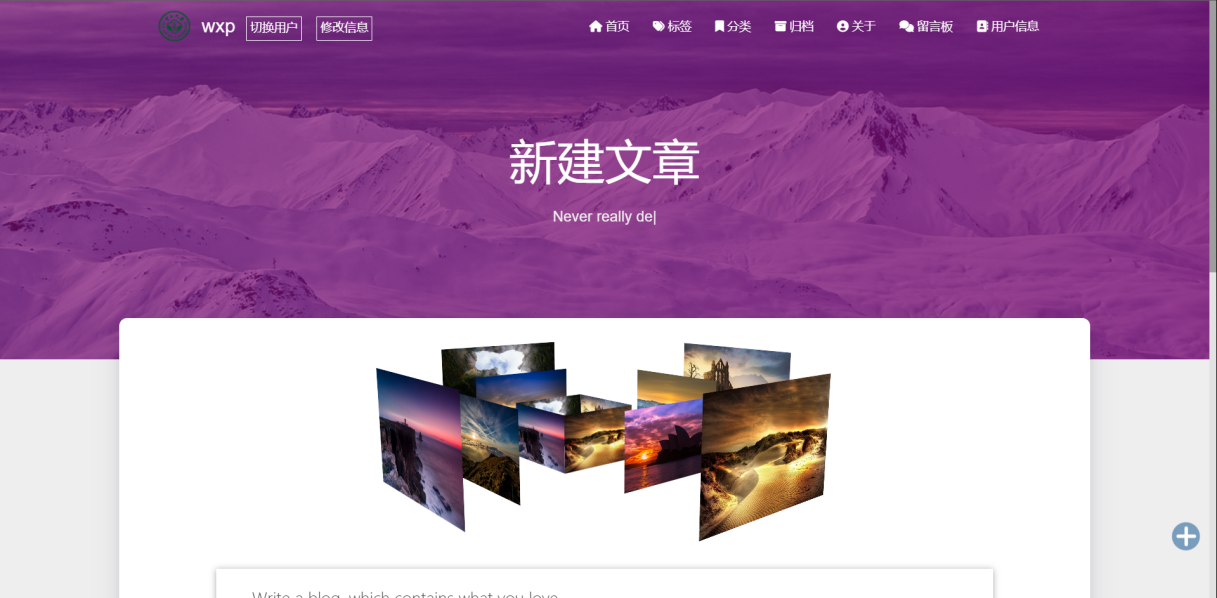 wxp 切换用户 修改信息 首页 标签 分类 归档 关于 留言板 用户信息
新建文章
Never really de|
Write a blog, which contains what you love